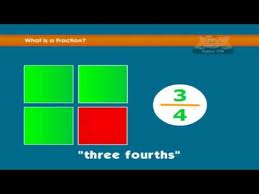 What is a Fraction?
3
4
"three fourths"